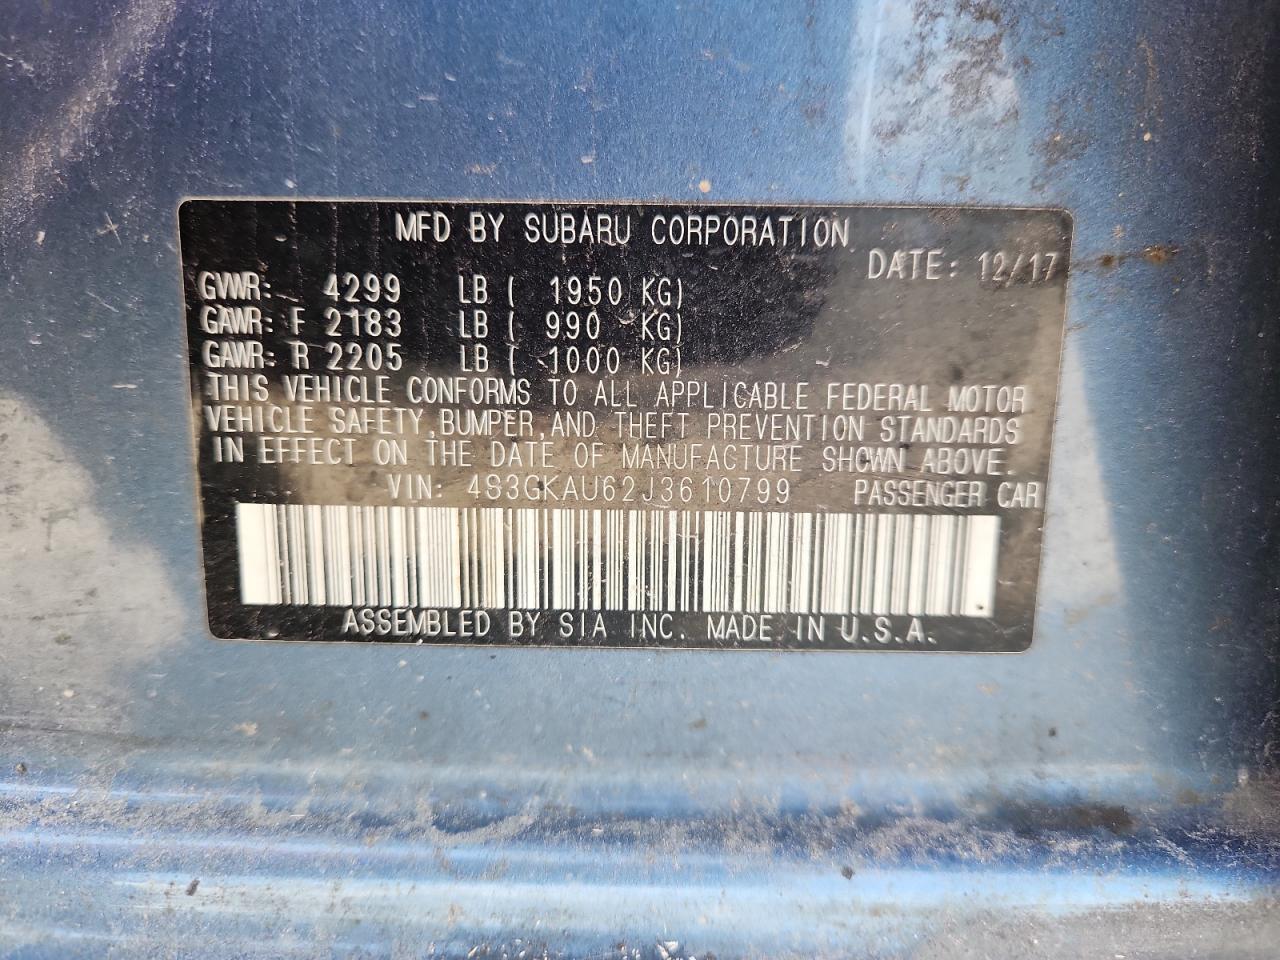 MFD BY SUBARU CORPORATION
DATE: 12/17
GVWR: 4299 LB ( 1950 KG)
GAWR: F 2183 LB ( 990 KG)
GAWR: R 2205 LB ( 1000 KG)
THIS VEHICLE CONFORMS TO ALL APPLICABLE FEDERAL MOTOR
VEHICLE SAFETY, BUMPER, AND THEFT PREVENTION STANDARDS
IN EFFECT ON THE DATE OF MANUFACTURE SHOWN ABOVE.
VIN: 4S3GKAU62J3610799 PASSENGER CAR
ASSEMBLED BY SIA INC. MADE IN U.S.A.